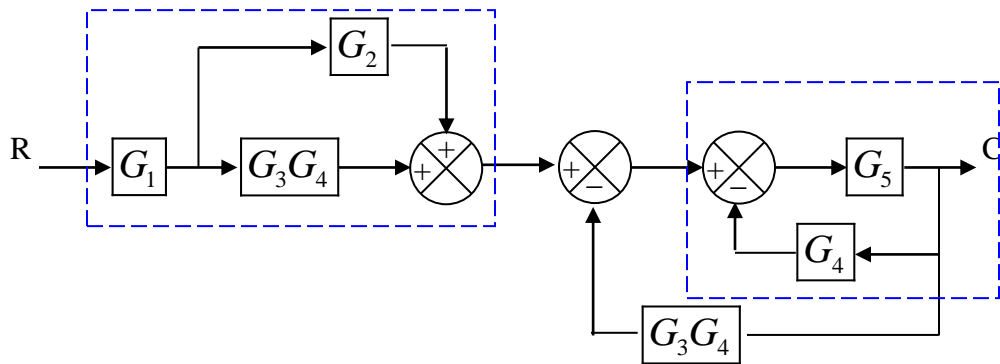 G₂
R
G₁
G₃G₄
+
+
+
−
+
−
G₅
C
G₄
G₃G₄